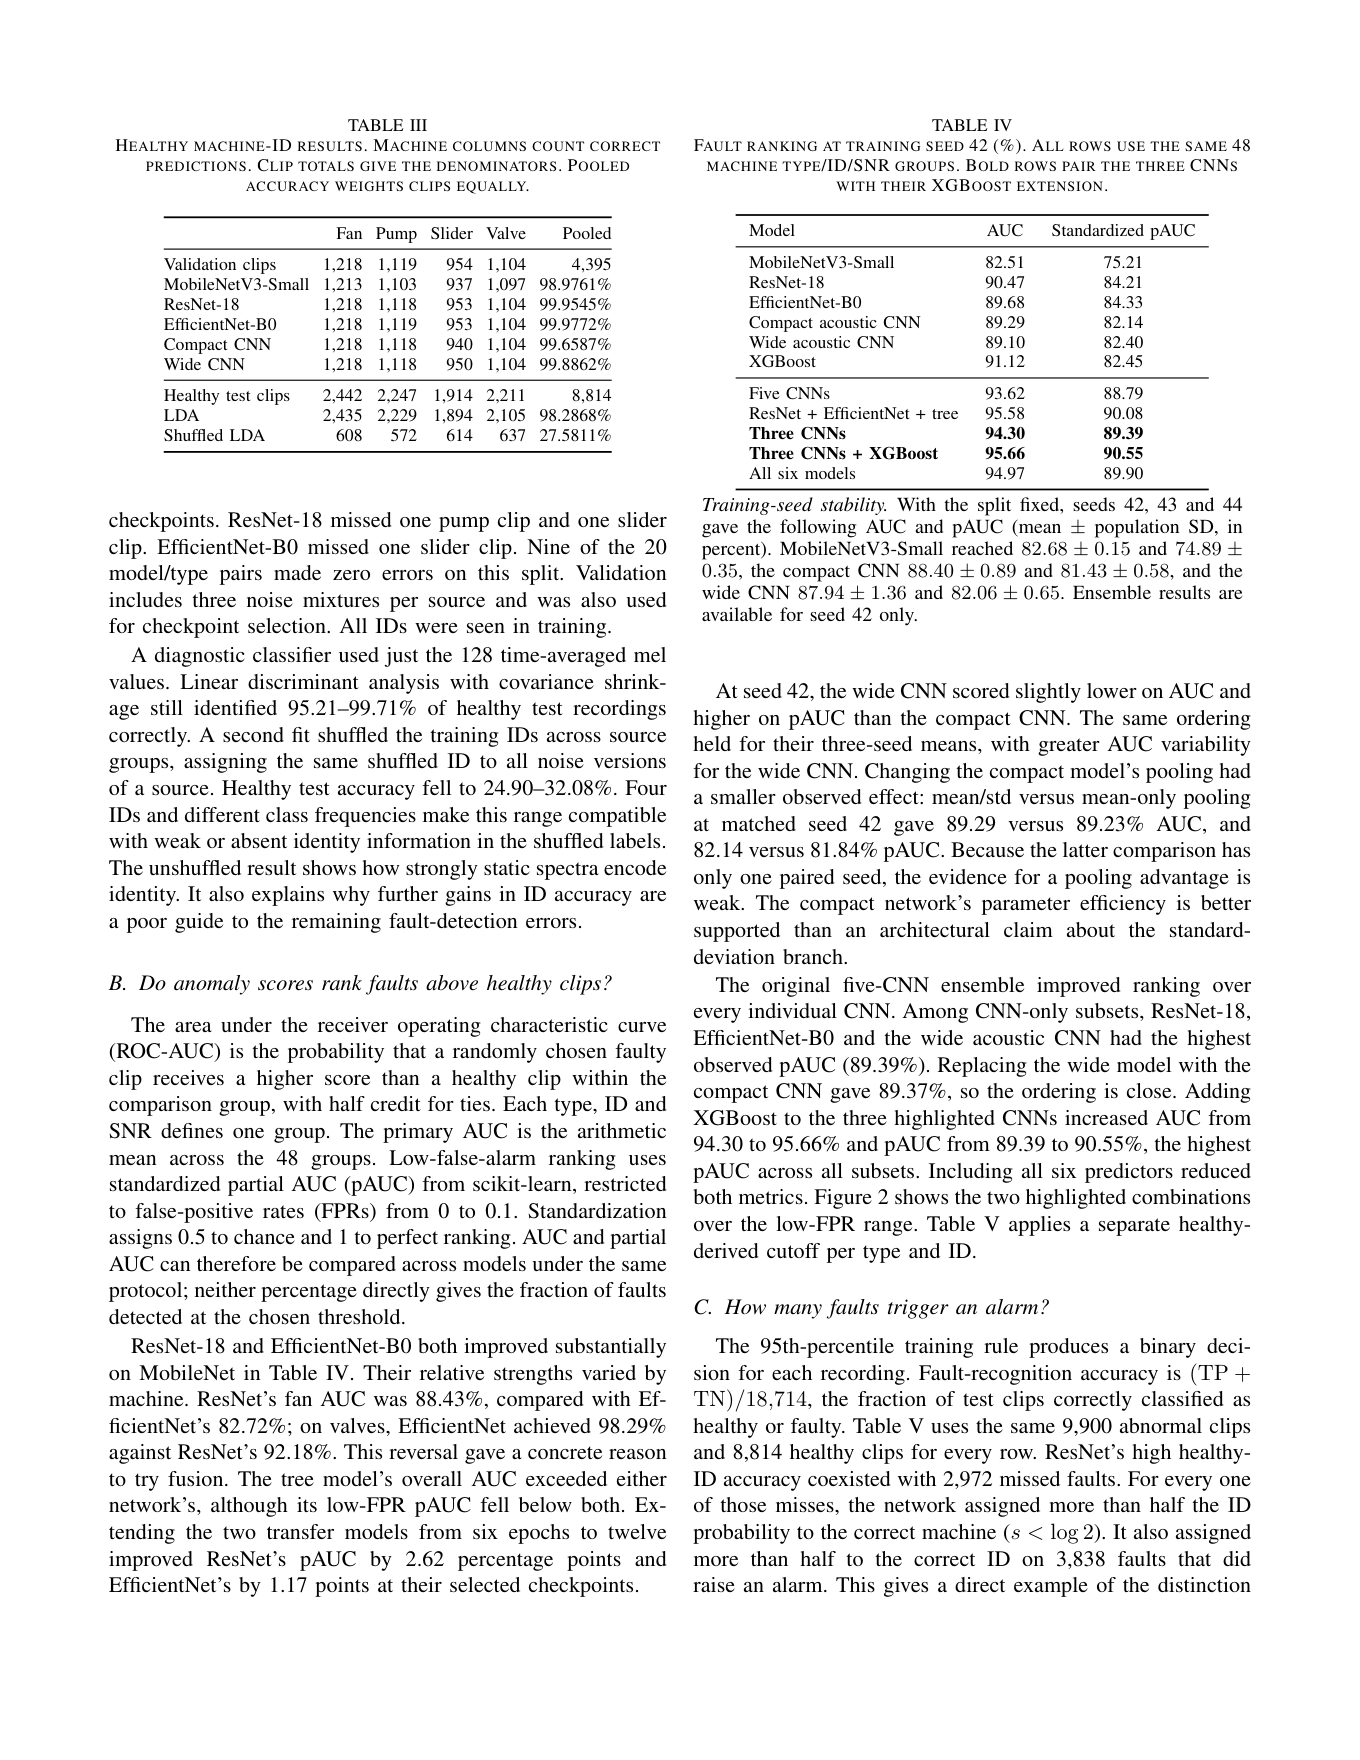 TABLE III
HEALTHY MACHINE-ID RESULTS. MACHINE COLUMNS COUNT CORRECT
PREDICTIONS. CLIP TOTALS GIVE THE DENOMINATORS. POOLED
ACCURACY WEIGHTS CLIPS EQUALLY.
Fan Pump Slider Valve Pooled
Validation clips 1,218 1,119 954 1,104 4,395
MobileNetV3-Small 1,213 1,103 937 1,097 98.9761%
ResNet-18 1,218 1,118 953 1,104 99.9545%
EfficientNet-B0 1,218 1,119 953 1,104 99.9772%
Compact CNN 1,218 1,118 940 1,104 99.6587%
Wide CNN 1,218 1,118 950 1,104 99.8862%
Healthy test clips 2,442 2,247 1,914 2,211 8,814
LDA 2,435 2,229 1,894 2,105 98.2868%
Shuffled LDA 608 572 614 637 27.5811%
checkpoints. ResNet-18 missed one pump clip and one slider
clip. EfficientNet-B0 missed one slider clip. Nine of the 20
model/type pairs made zero errors on this split. Validation
includes three noise mixtures per source and was also used
for checkpoint selection. All IDs were seen in training.
A diagnostic classifier used just the 128 time-averaged mel
values. Linear discriminant analysis with covariance shrink-
age still identified 95.21–99.71% of healthy test recordings
correctly. A second fit shuffled the training IDs across source
groups, assigning the same shuffled ID to all noise versions
of a source. Healthy test accuracy fell to 24.90–32.08%. Four
IDs and different class frequencies make this range compatible
with weak or absent identity information in the shuffled labels.
The unshuffled result shows how strongly static spectra encode
identity. It also explains why further gains in ID accuracy are
a poor guide to the remaining fault-detection errors.
B. Do anomaly scores rank faults above healthy clips?
The area under the receiver operating characteristic curve
(ROC-AUC) is the probability that a randomly chosen faulty
clip receives a higher score than a healthy clip within the
comparison group, with half credit for ties. Each type, ID and
SNR defines one group. The primary AUC is the arithmetic
mean across the 48 groups. Low-false-alarm ranking uses
standardized partial AUC (pAUC) from scikit-learn, restricted
to false-positive rates (FPRs) from 0 to 0.1. Standardization
assigns 0.5 to chance and 1 to perfect ranking. AUC and partial
AUC can therefore be compared across models under the same
protocol; neither percentage directly gives the fraction of faults
detected at the chosen threshold.
ResNet-18 and EfficientNet-B0 both improved substantially
on MobileNet in Table IV. Their relative strengths varied by
machine. ResNet's fan AUC was 88.43%, compared with Ef-
ficientNet's 82.72%; on valves, EfficientNet achieved 98.29%
against ResNet's 92.18%. This reversal gave a concrete reason
to try fusion. The tree model's overall AUC exceeded either
network's, although its low-FPR pAUC fell below both. Ex-
tending the two transfer models from six epochs to twelve
improved ResNet's pAUC by 2.62 percentage points and
EfficientNet's by 1.17 points at their selected checkpoints.
TABLE IV
FAULT RANKING AT TRAINING SEED 42 (%). ALL ROWS USE THE SAME 48
MACHINE TYPE/ID/SNR GROUPS. BOLD ROWS PAIR THE THREE CNNS
WITH THEIR XGBOOST EXTENSION.
Model AUC Standardized pAUC
MobileNetV3-Small 82.51 75.21
ResNet-18 90.47 84.21
EfficientNet-B0 89.68 84.33
Compact acoustic CNN 89.29 82.14
Wide acoustic CNN 89.10 82.40
XGBoost 91.12 82.45
Five CNNs 93.62 88.79
ResNet + EfficientNet + tree 95.58 90.08
Three CNNs 94.30 89.39
Three CNNs + XGBoost 95.66 90.55
All six models 94.97 89.90
Training-seed stability. With the split fixed, seeds 42, 43 and 44
gave the following AUC and pAUC (mean ± population SD, in
percent). MobileNetV3-Small reached 82.68 ± 0.15 and 74.89 ±
0.35, the compact CNN 88.40 ± 0.89 and 81.43 ± 0.58, and the
wide CNN 87.94 ± 1.36 and 82.06 ± 0.65. Ensemble results are
available for seed 42 only.
At seed 42, the wide CNN scored slightly lower on AUC and
higher on pAUC than the compact CNN. The same ordering
held for their three-seed means, with greater AUC variability
for the wide CNN. Changing the compact model's pooling had
a smaller observed effect: mean/std versus mean-only pooling
at matched seed 42 gave 89.29 versus 89.23% AUC, and
82.14 versus 81.84% pAUC. Because the latter comparison has
only one paired seed, the evidence for a pooling advantage is
weak. The compact network's parameter efficiency is better
supported than an architectural claim about the standard-
deviation branch.
The original five-CNN ensemble improved ranking over
every individual CNN. Among CNN-only subsets, ResNet-18,
EfficientNet-B0 and the wide acoustic CNN had the highest
observed pAUC (89.39%). Replacing the wide model with the
compact CNN gave 89.37%, so the ordering is close. Adding
XGBoost to the three highlighted CNNs increased AUC from
94.30 to 95.66% and pAUC from 89.39 to 90.55%, the highest
pAUC across all subsets. Including all six predictors reduced
both metrics. Figure 2 shows the two highlighted combinations
over the low-FPR range. Table V applies a separate healthy-
derived cutoff per type and ID.
C. How many faults trigger an alarm?
The 95th-percentile training rule produces a binary deci-
sion for each recording. Fault-recognition accuracy is (TP +
TN)/18,714, the fraction of test clips correctly classified as
healthy or faulty. Table V uses the same 9,900 abnormal clips
and 8,814 healthy clips for every row. ResNet's high healthy-
ID accuracy coexisted with 2,972 missed faults. For every one
of those misses, the network assigned more than half the ID
probability to the correct machine (s < log 2). It also assigned
more than half to the correct ID on 3,838 faults that did
raise an alarm. This gives a direct example of the distinction